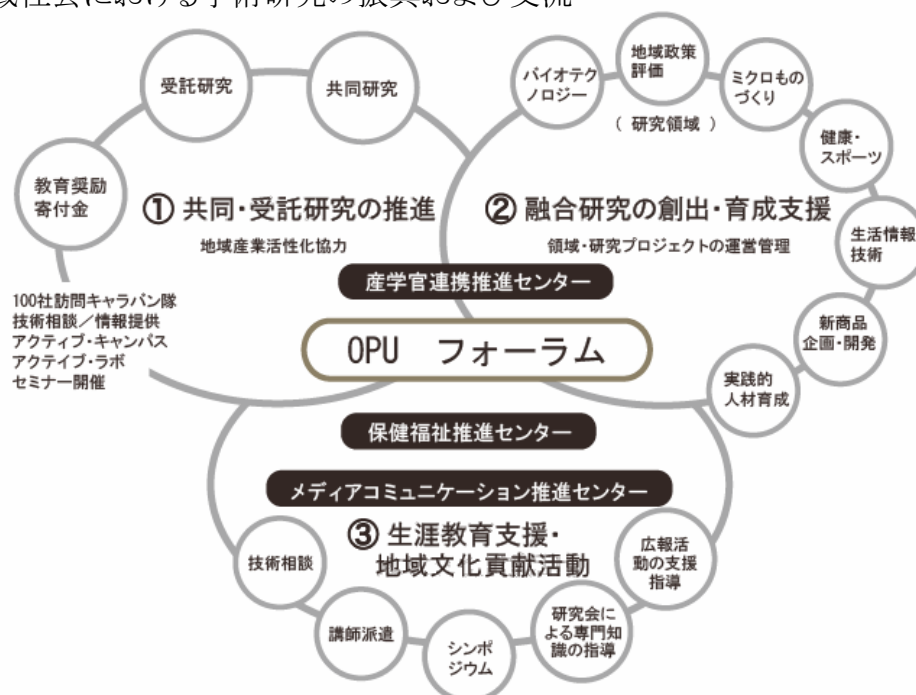 域社会における学術研究の振興および交流
受託研究
共同研究
教育奨励
寄付金
① 共同・受託研究の推進
地域産業活性化協力
100社訪問キャラバン隊
技術相談／情報提供
アクティブ・キャンパス
アクテイブ・ラボ
セミナー開催
バイオテク
ノロジー
地域政策
評価
ミクロもの
づくり
（ 研究領域 ）
健康・
スポーツ
② 融合研究の創出・育成支援
領域・研究プロジェクトの運営管理
生活情報
技術
新商品
企画・開発
実践的
人材育成
産学官連携推進センター
OPU フォーラム
保健福祉推進センター
メディアコミュニケーション推進センター
③ 生涯教育支援・
地域文化貢献活動
技術相談
講師派遣
シンポ
ジウム
研究会に
よる専門知
識の指導
広報活
動の支援
指導